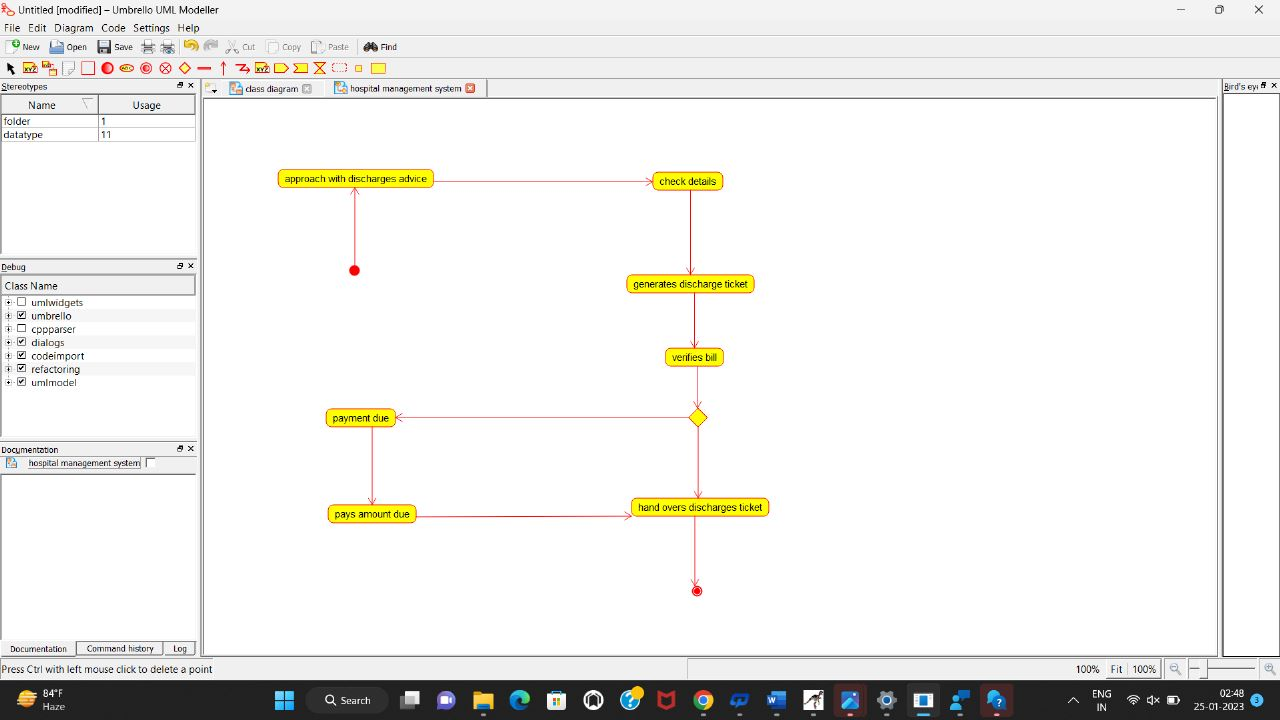 Untitled [modified] – Umbrello UML Modeller
File Edit Diagram Code Settings Help
New Open Save Cut Copy Paste Find
Stereotypes
class diagram
hospital management system
Bird's eye
Name Usage
folder 1
datatype 11
approach with discharges advice
check details
generates discharge ticket
verifies bill
payment due
pays amount due
hand overs discharges ticket
Debug
Class Name
umlwidgets
umbrello
cppparser
dialogs
codeimport
refactoring
umlmodel
Documentation
hospital management system
Documentation Command history Log
Press Ctrl with left mouse click to delete a point
100% Fit 100%
84°F
Haze
Search
ENG
IN
02:48
25-01-2023
3